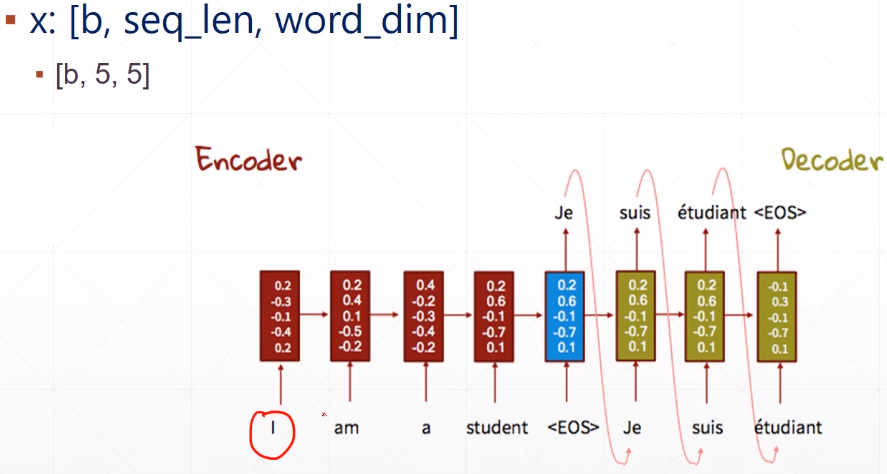 x: [b, seq_len, word_dim]
[b, 5, 5]
Encoder
Decoder
Je suis étudiant <EOS>
0.2 0.2 0.4 0.2 0.2 0.2 0.2 -0.1
-0.3 0.4 -0.2 0.6 0.6 0.6 0.6 0.3
-0.1 0.1 -0.3 -0.1 -0.1 -0.1 -0.1 -0.1
-0.4 -0.5 -0.4 -0.7 -0.7 -0.7 -0.7 -0.7
0.2 -0.2 -0.2 0.1 0.1 0.1 0.1 0.1
I am a student <EOS> Je suis étudiant